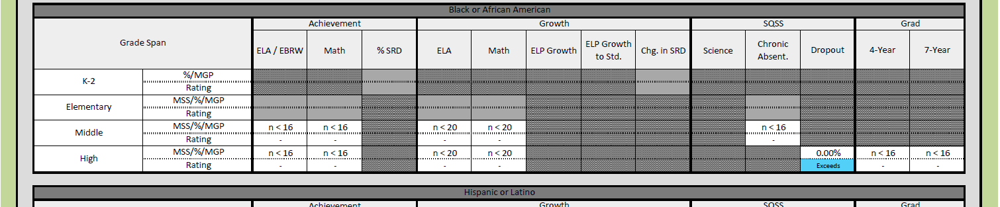 Black or African American
Grade Span Achievement Growth SQSS Grad
ELA / EBRW Math % SRD ELA Math ELP Growth ELP Growth to Std. Chg. in SRD Science Chronic Absent. Dropout 4-Year 7-Year
K-2 %/MGP
Rating
Elementary MSS/%/MGP
Rating
Middle MSS/%/MGP n < 16 n < 16 n < 20 n < 20 n < 16
Rating - - - - -
High MSS/%/MGP n < 16 n < 16 n < 20 n < 20 0.00% n < 16 n < 16
Rating - - - - Exceeds - -
Hispanic or Latino
Achievement Growth SQSS Grad